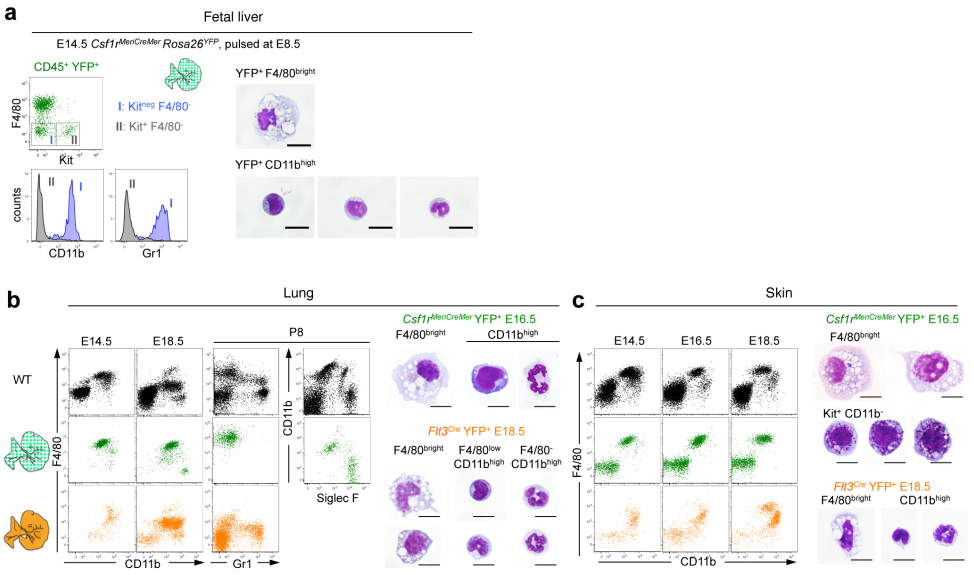 a
Fetal liver
E14.5 Csf1rMeriCreMer Rosa26YFP, pulsed at E8.5
CD45+ YFP+
F4/80
I
II
Kit
I: Kitneg F4/80-
II: Kit+ F4/80-
counts
II
I
CD11b
II
I
Gr1
YFP+ F4/80bright
YFP+ CD11bhigh
b
Lung
E14.5
E18.5
P8
WT
F4/80
CD11b
Gr1
CD11b
Siglec F
Csf1rMeriCreMer YFP+ E16.5
F4/80bright
CD11bhigh
Flt3Cre YFP+ E18.5
F4/80bright
F4/80low
CD11bhigh
F4/80-
CD11bhigh
c
Skin
E14.5
E16.5
E18.5
F4/80
CD11b
Csf1rMeriCreMer YFP+ E16.5
F4/80bright
Kit+ CD11b-
Flt3Cre YFP+ E18.5
F4/80bright
CD11bhigh